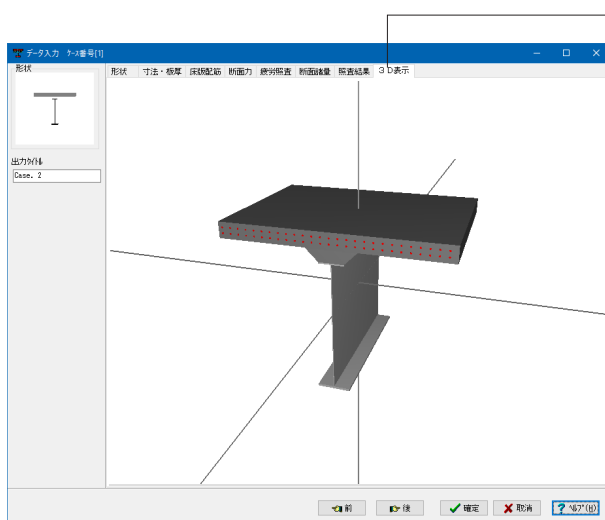 データ入力 ケース番号[1]
形状
形状 寸法・板厚 床版配筋 断面力 疲労照査 断面諸量 照査結果 3D表示
出力タイトル
Case. 2
前 後 確定 取消 ? ヘルプ(H)